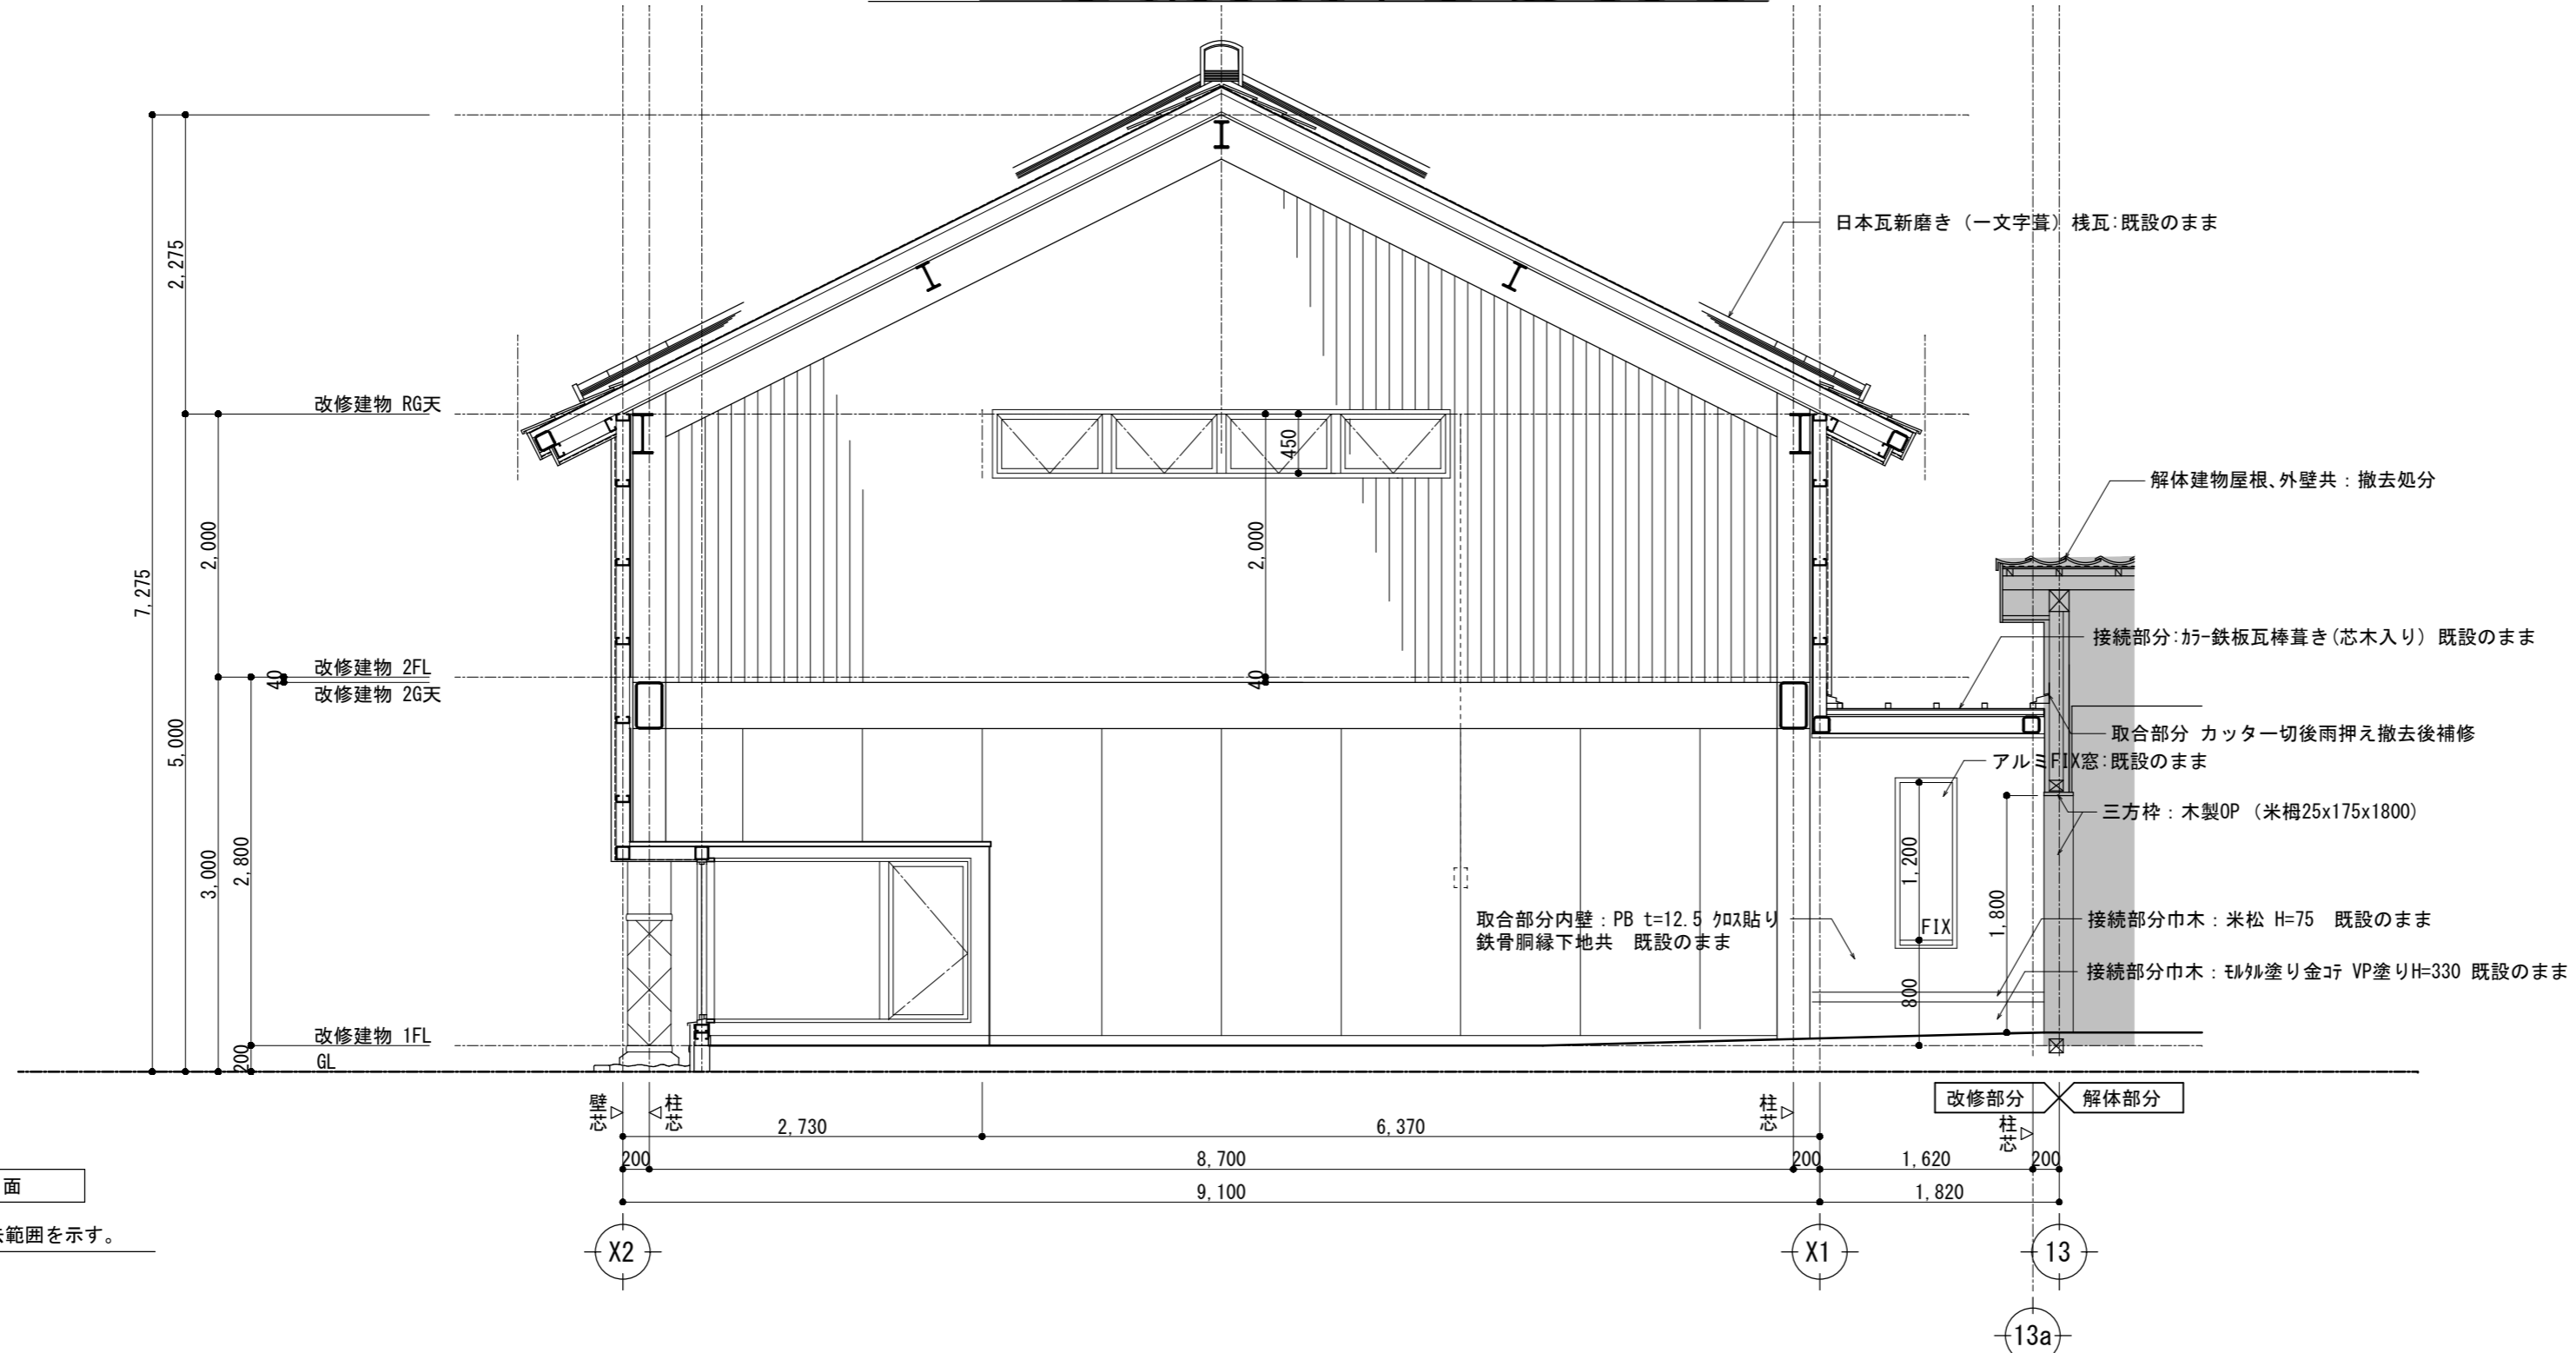 日本瓦新磨き（一文字葺）桟瓦:既設のまま
2,275
改修建物 RG天
450
解体建物屋根、外壁共：撤去処分
2,000
2,000
7,275
接続部分:ｶﾗｰ鉄板瓦棒葺き(芯木入り) 既設のまま
改修建物 2FL
40
40
改修建物 2G天
取合部分 カッター切後雨押え撤去後補修
5,000
アルミFIX窓:既設のまま
三方枠：木製OP（米栂25x175x1800）
3,000
2,800
1,200
1,800
取合部分内壁：PB t=12.5 ｸﾛｽ貼り
鉄骨胴縁下地共　既設のまま
FIX
接続部分巾木：米松 H=75　既設のまま
接続部分巾木：ﾓﾙﾀﾙ塗り金ｺﾃ VP塗りH=330 既設のまま
800
改修建物 1FL
200
GL
壁芯
柱芯
柱芯
改修部分
解体部分
柱芯
2,730
6,370
200
8,700
200
1,620
200
9,100
1,820
面
範囲を示す。
X2
X1
13
13a